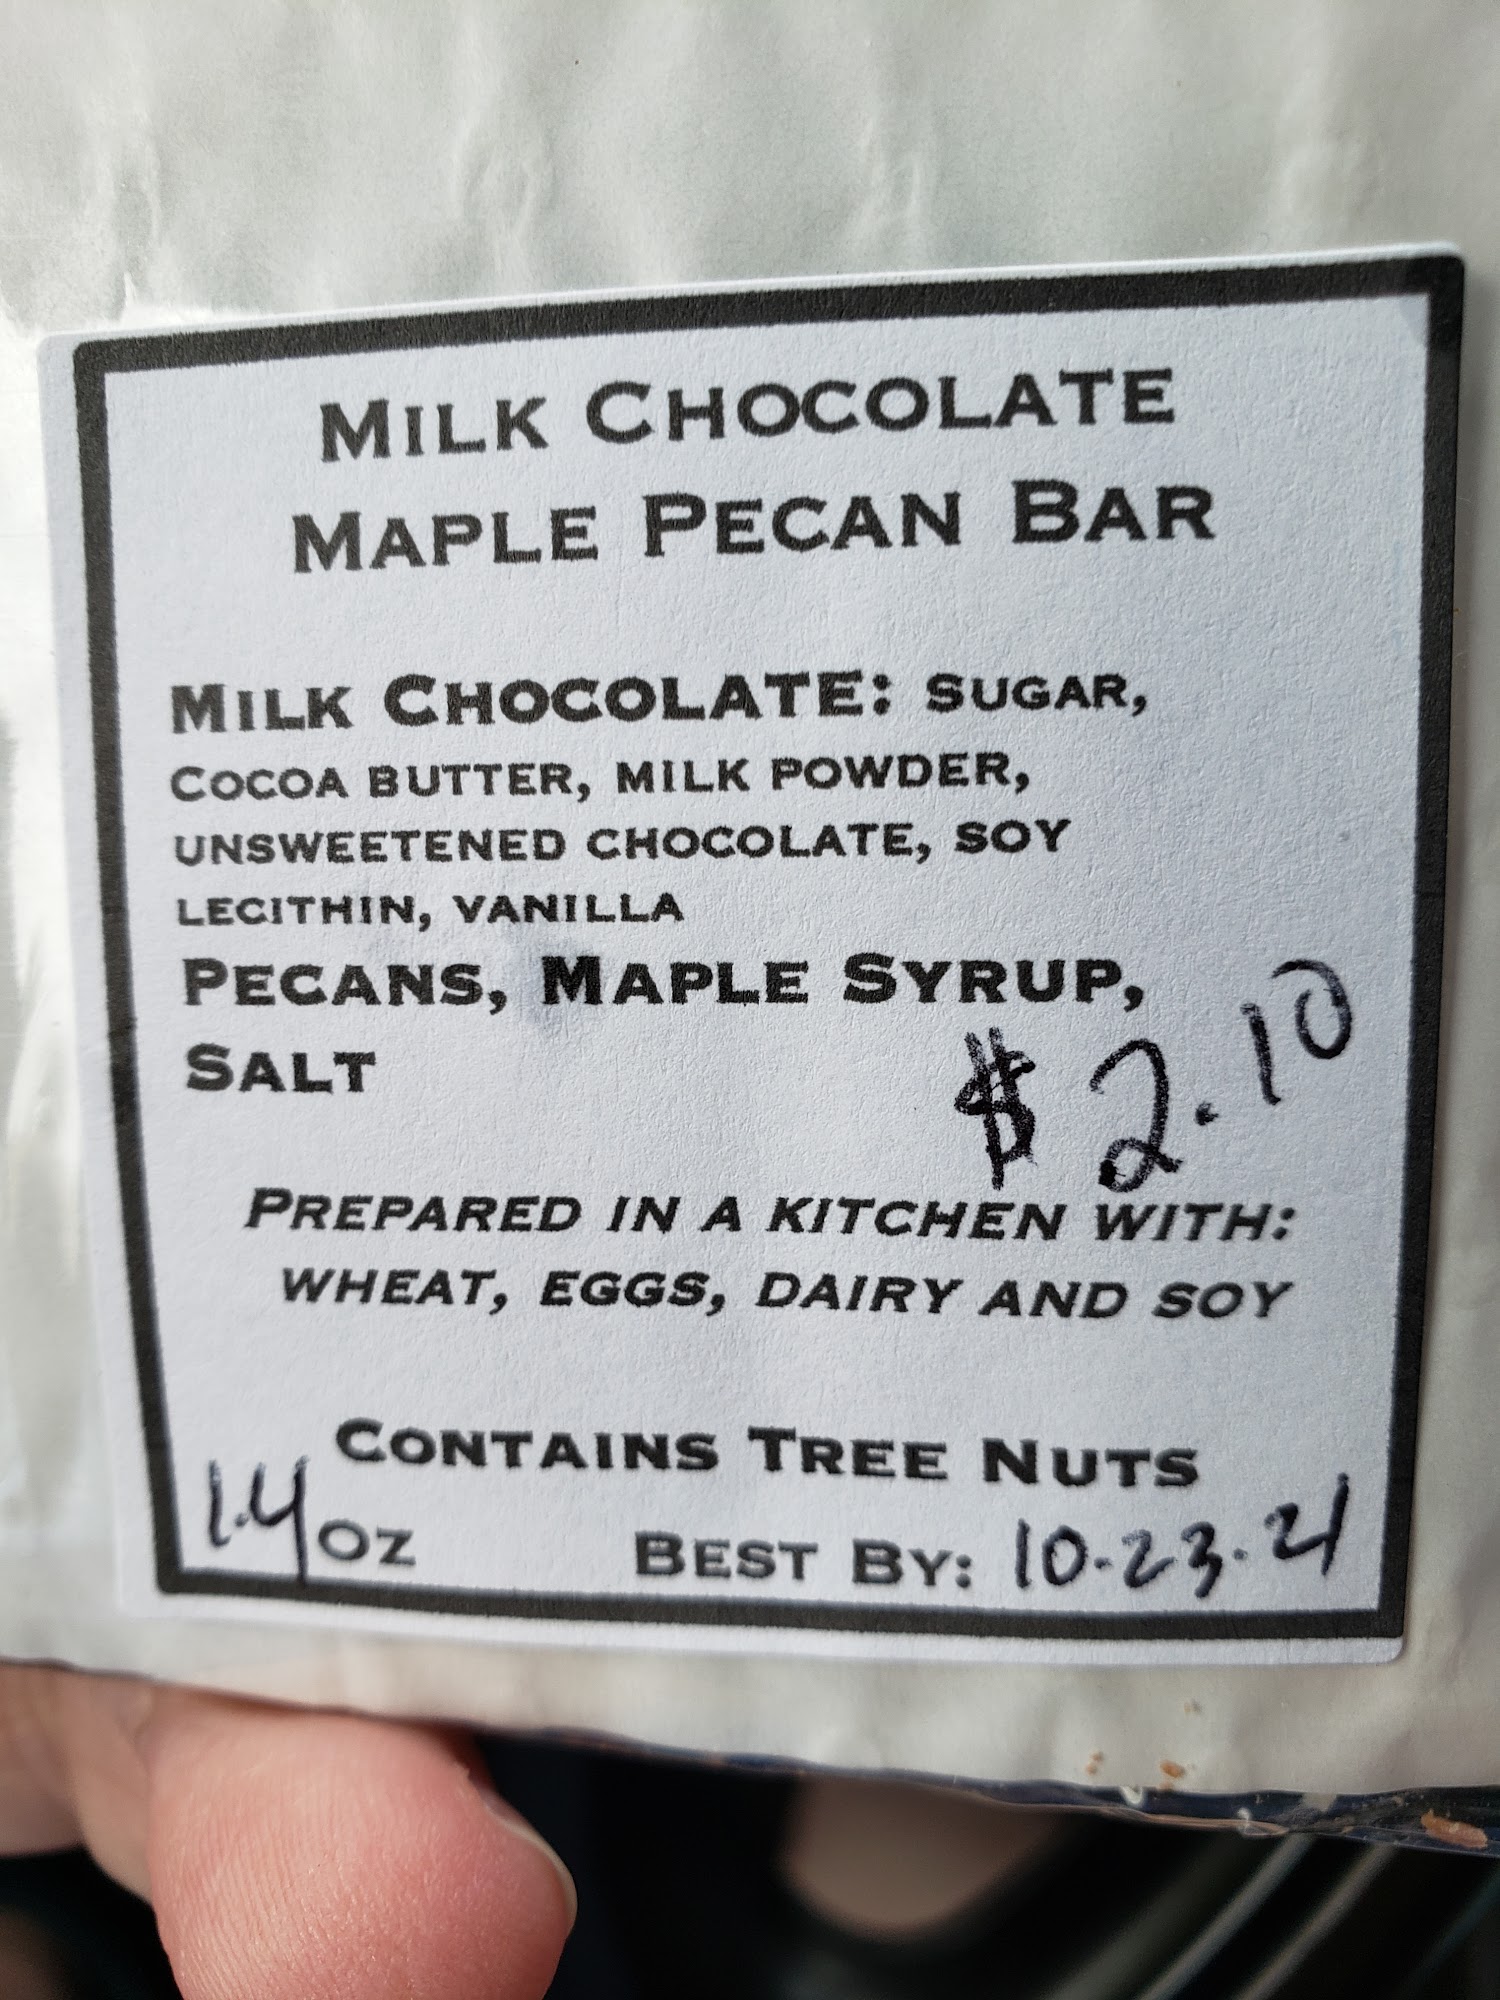 MILK CHOCOLATE
MAPLE PECAN BAR
MILK CHOCOLATE: SUGAR,
COCOA BUTTER, MILK POWDER,
UNSWEETENED CHOCOLATE, SOY
LECITHIN, VANILLA
PECANS, MAPLE SYRUP,
SALT
$2.10
PREPARED IN A KITCHEN WITH:
WHEAT, EGGS, DAIRY AND SOY
CONTAINS TREE NUTS
1.4 OZ BEST BY: 10.23.21